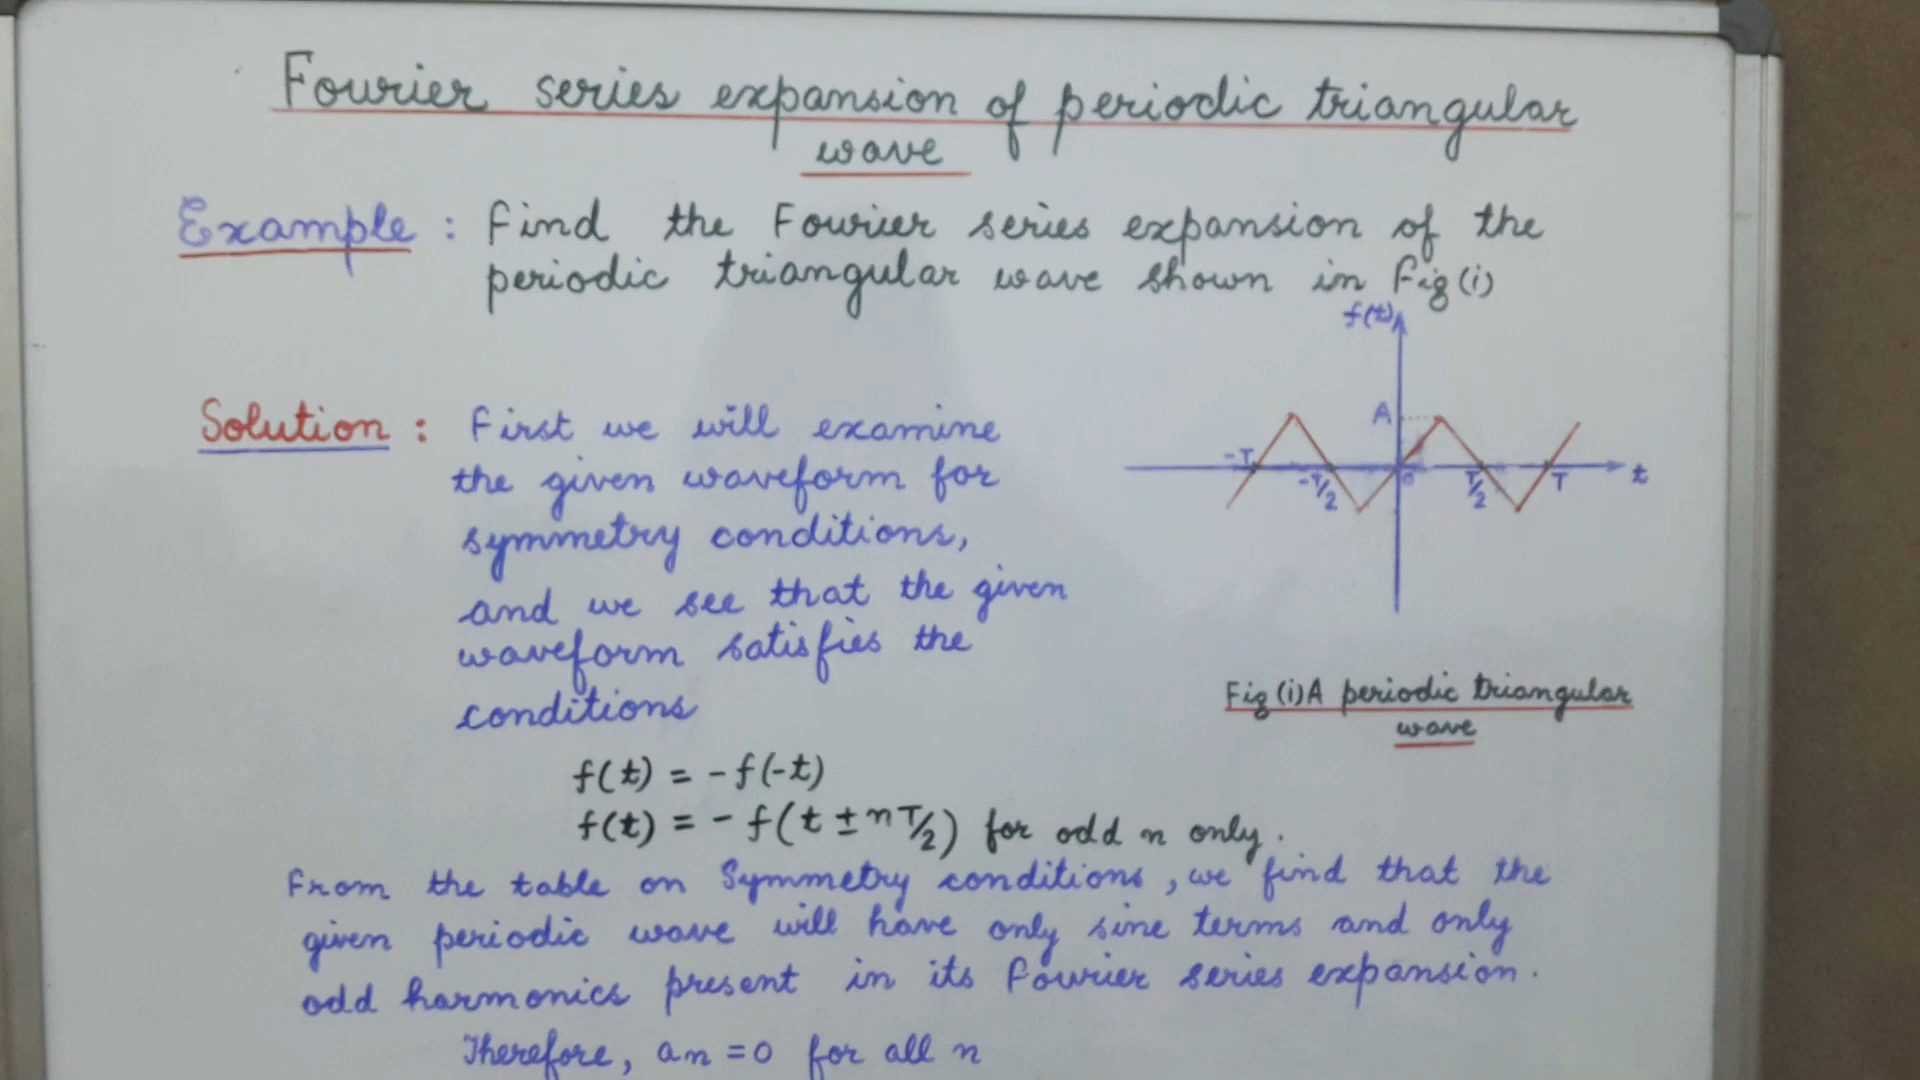 Fourier series expansion of periodic triangular
wave
Example : Find the Fourier series expansion of the
periodic triangular wave shown in Fig (i)
f(t)
A
-T
-T/2
0
T/2
T
t
Fig (i) A periodic triangular
wave
Solution : First we will examine
the given waveform for
symmetry conditions,
and we see that the given
waveform satisfies the
conditions
f(t) = -f(-t)
f(t) = -f(t ± nT/2) for odd n only.
From the table on Symmetry conditions, we find that the
given periodic wave will have only sine terms and only
odd harmonics present in its Fourier series expansion.
Therefore, an = 0 for all n